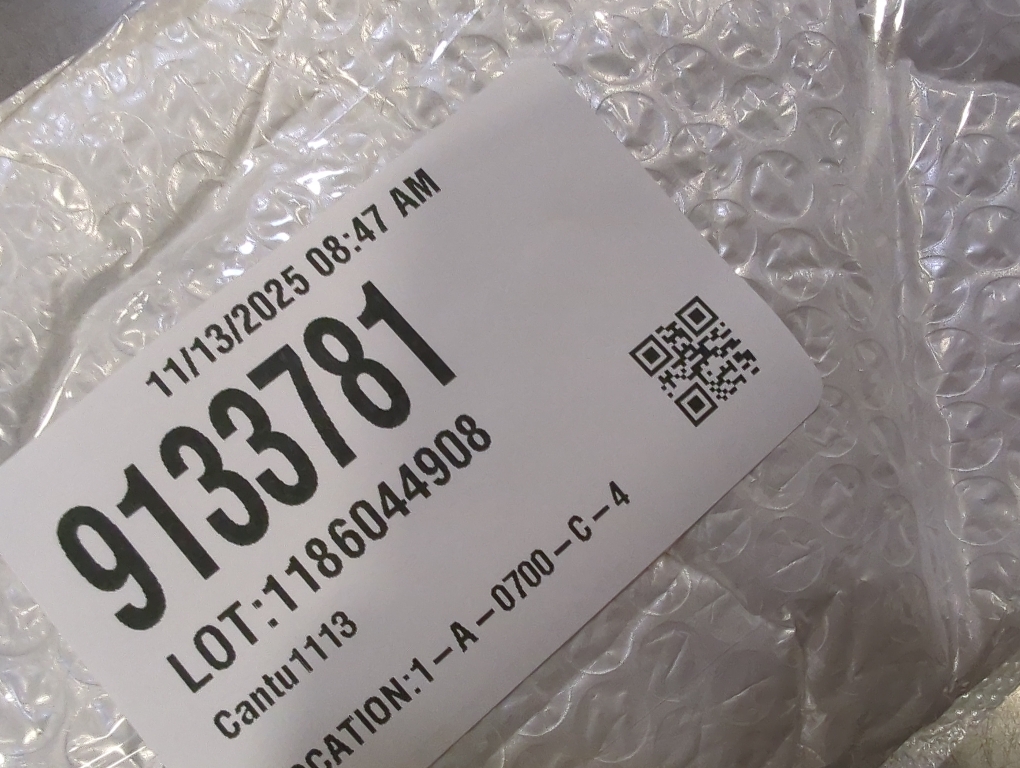 11/13/2025 08:47 AM
9133781
LOT:1186044908
Cantu1113
OCATION:1-A-0700-C-4